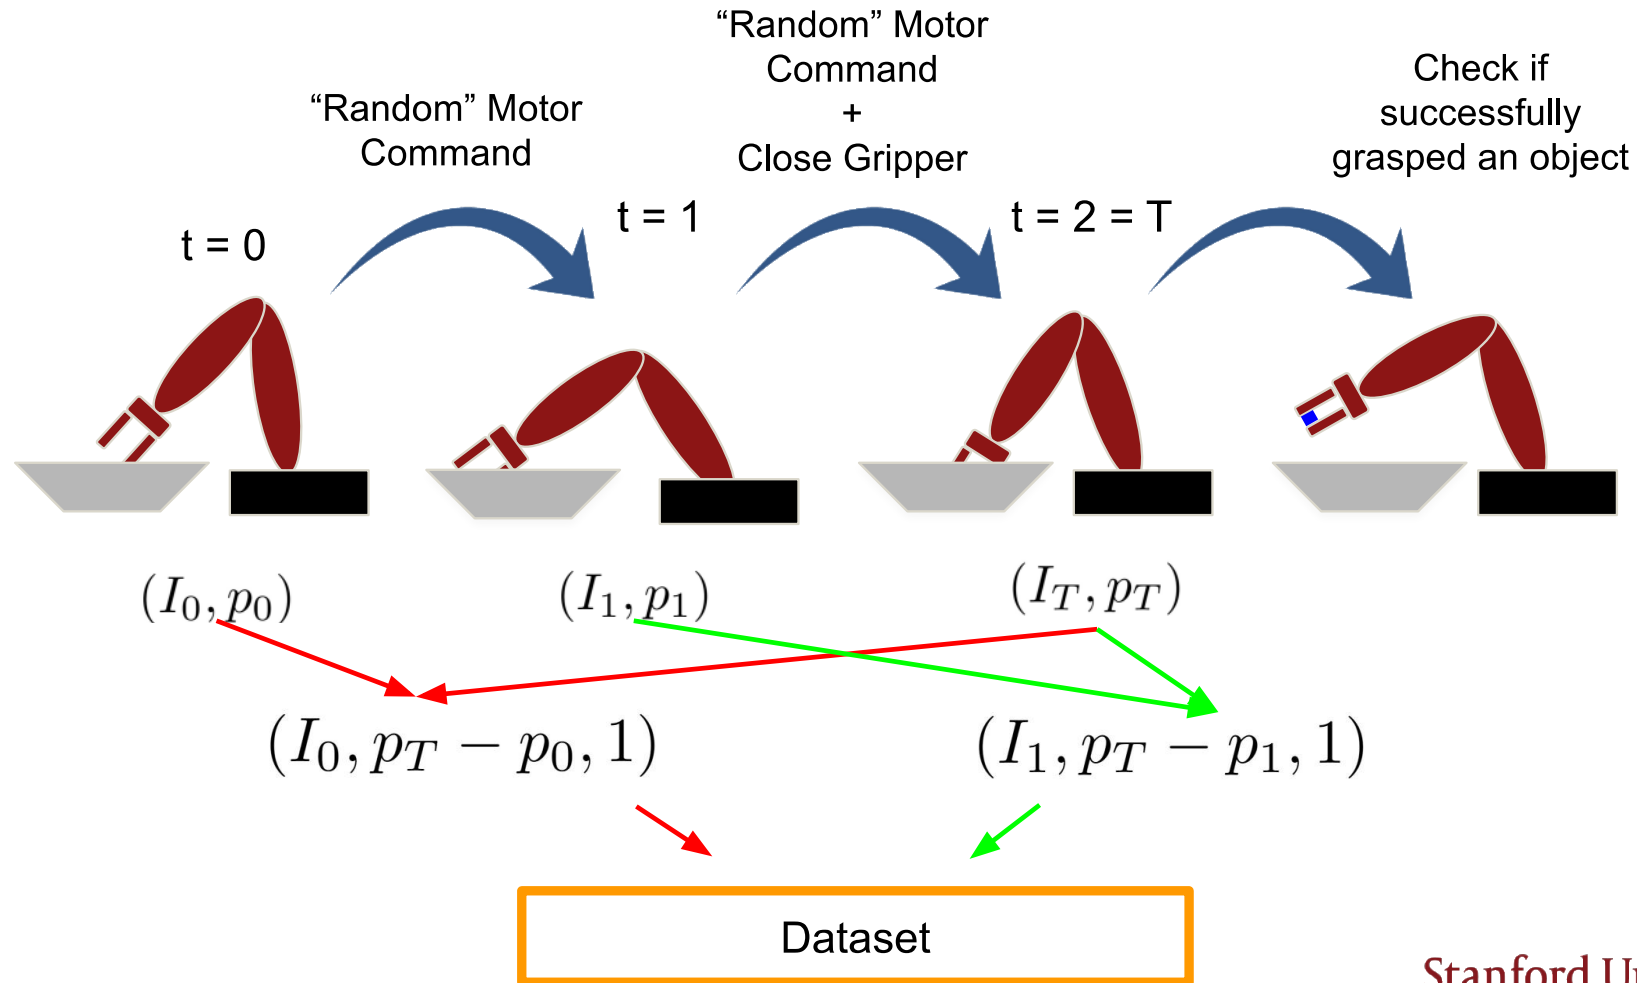 “Random” Motor
Command
“Random” Motor
Command
+
Close Gripper
Check if
successfully
grasped an object
t = 0
t = 1
t = 2 = T
(I_0, p_0)
(I_1, p_1)
(I_T, p_T)
(I_0, p_T − p_0, 1)
(I_1, p_T − p_1, 1)
Dataset
Stanford